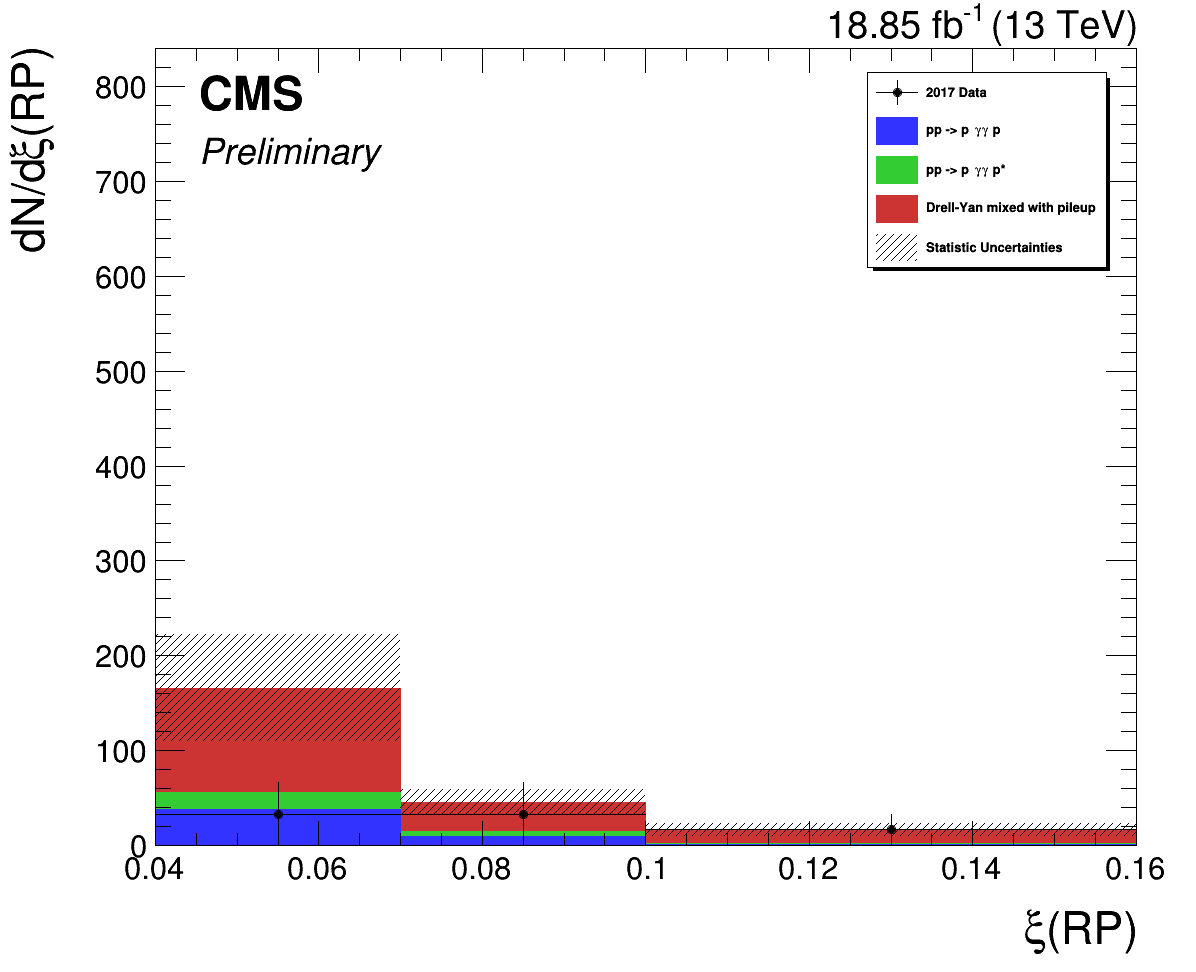 18.85 fb⁻¹ (13 TeV)
dN/dξ(RP)
CMS
Preliminary
2017 Data
pp -> p γγ p
pp -> p γγ p*
Drell-Yan mixed with pileup
Statistic Uncertainties
800
700
600
500
400
300
200
100
0
0.04 0.06 0.08 0.1 0.12 0.14 0.16
ξ(RP)